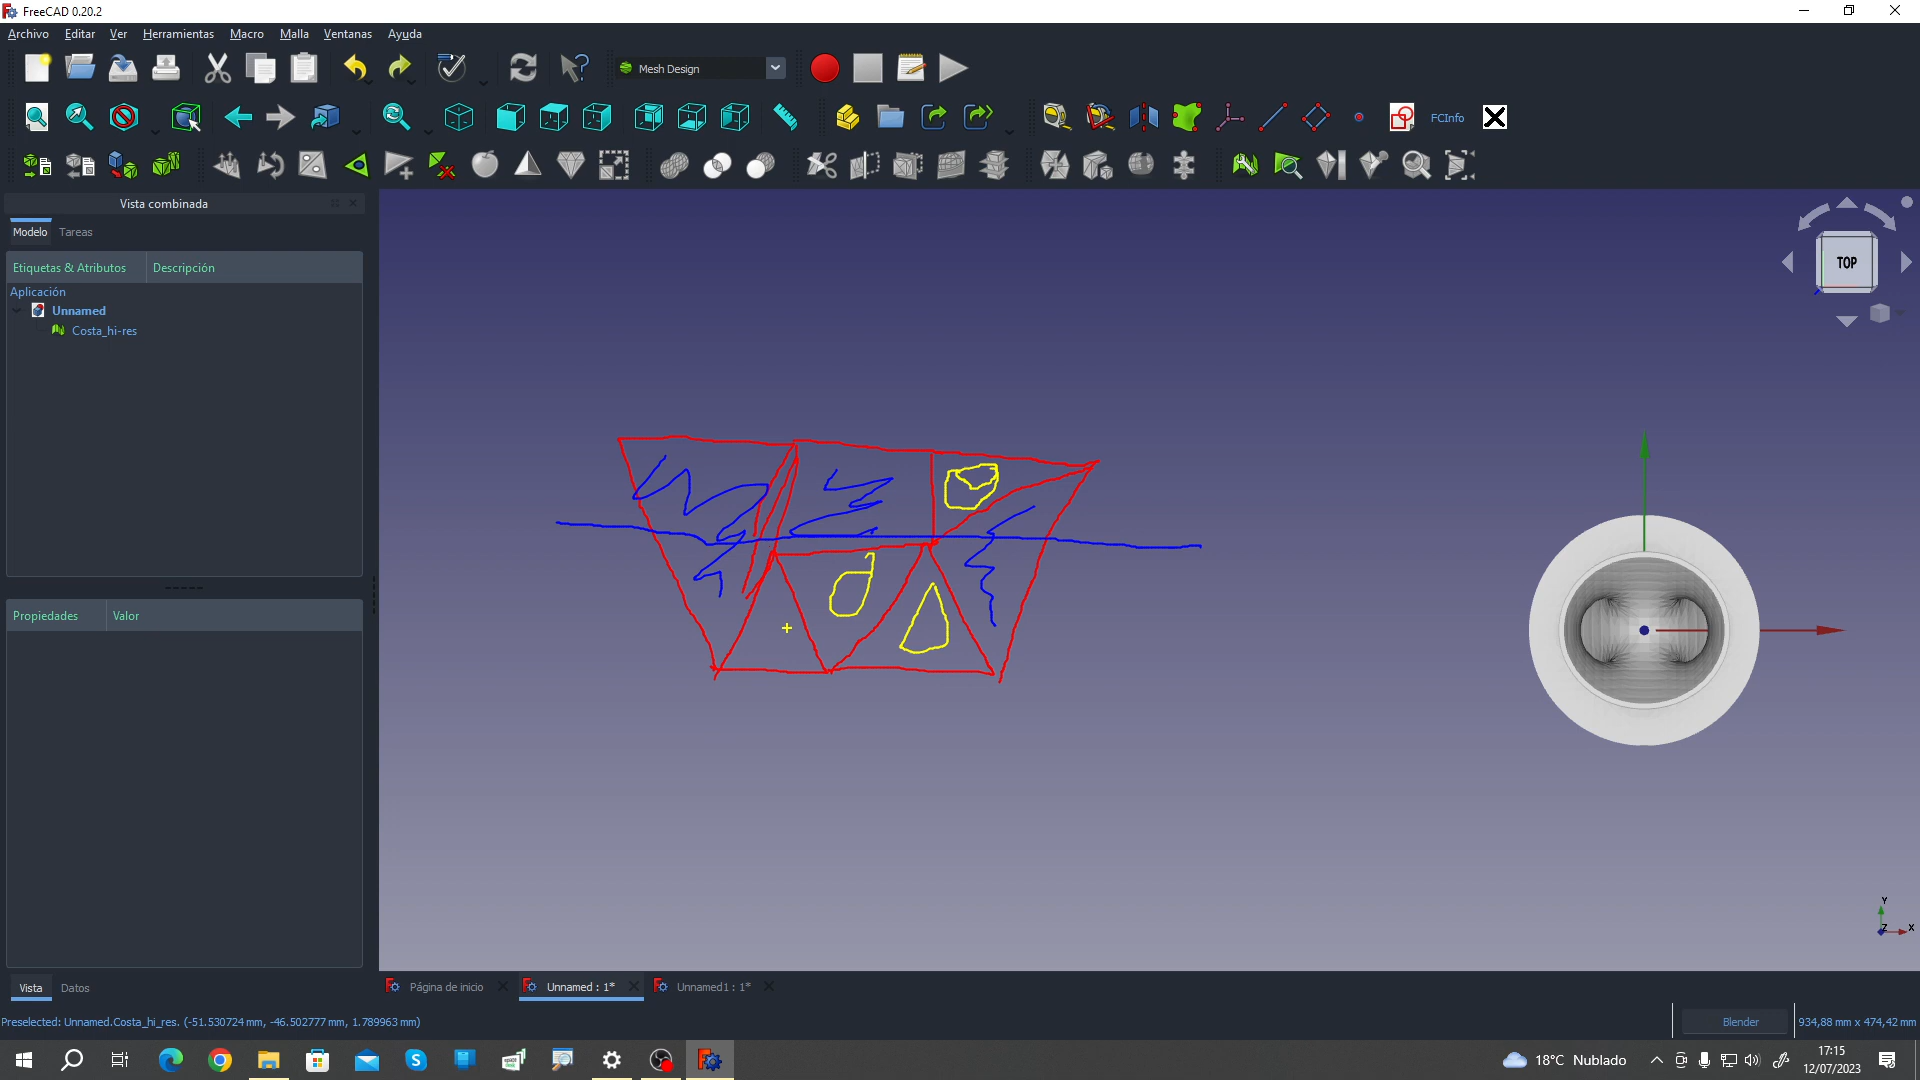 FreeCAD 0.20.2
Archivo Editar Ver Herramientas Macro Malla Ventanas Ayuda
Mesh Design
FCInfo
Vista combinada
Modelo Tareas
Etiquetas & Atributos Descripción
Aplicación
Unnamed
Costa_hi-res
TOP
Propiedades Valor
Y
Z X
Vista Datos
Página de inicio Unnamed : 1* Unnamed1 : 1*
Preselected: Unnamed.Costa_hi_res. (-51.530724 mm, -46.502777 mm, 1.789963 mm) Blender 934,88 mm x 474,42 mm
18°C Nublado
17:15
12/07/2023